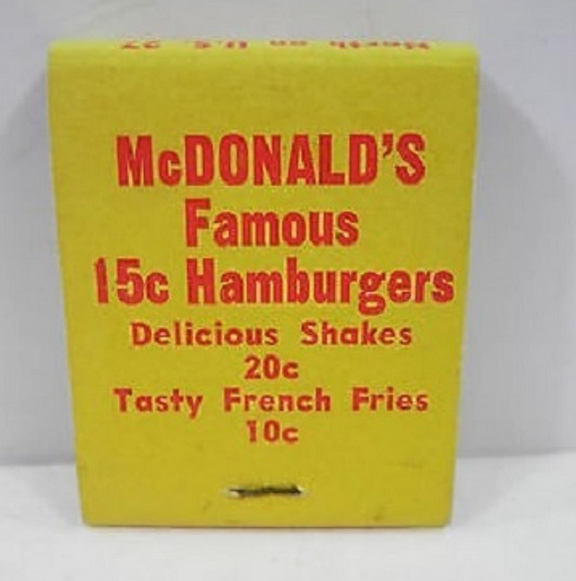 North on U.S. 27
McDONALD'S
Famous
15c Hamburgers
Delicious Shakes
20c
Tasty French Fries
10c